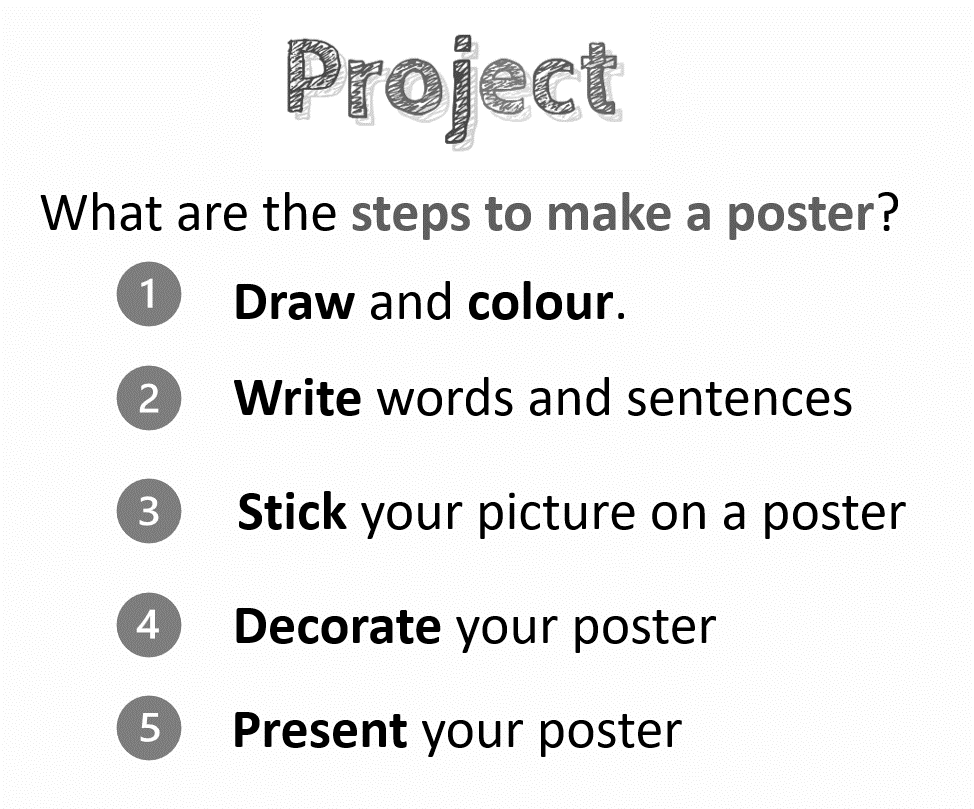 Project
What are the steps to make a poster?
1 Draw and colour.
2 Write words and sentences
3 Stick your picture on a poster
4 Decorate your poster
5 Present your poster